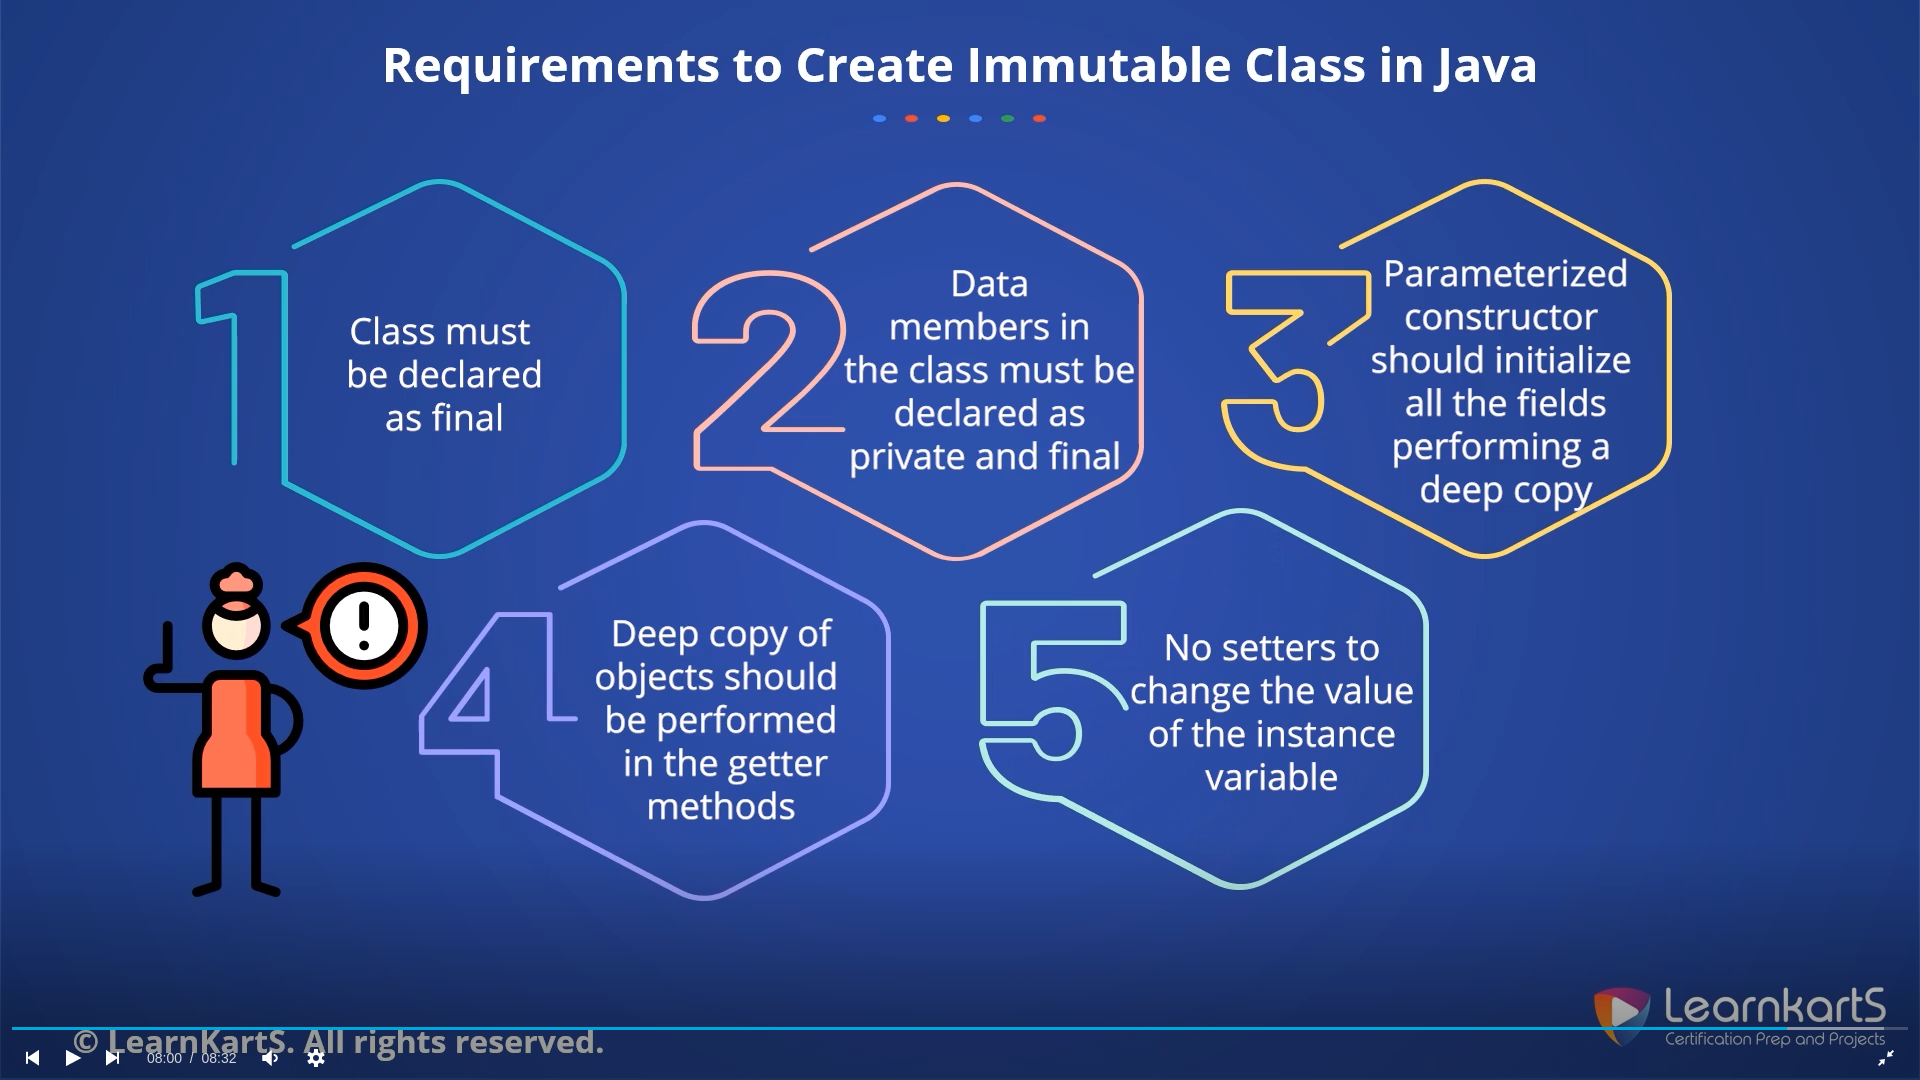 Requirements to Create Immutable Class in Java
1
Class must
be declared
as final
2
Data
members in
the class must be
declared as
private and final
3
Parameterized
constructor
should initialize
all the fields
performing a
deep copy
!
4
Deep copy of
objects should
be performed
in the getter
methods
5
No setters to
change the value
of the instance
variable
LearnkartS
Certification Prep and Projects
© LearnKartS. All rights reserved.
08:00 / 08:32